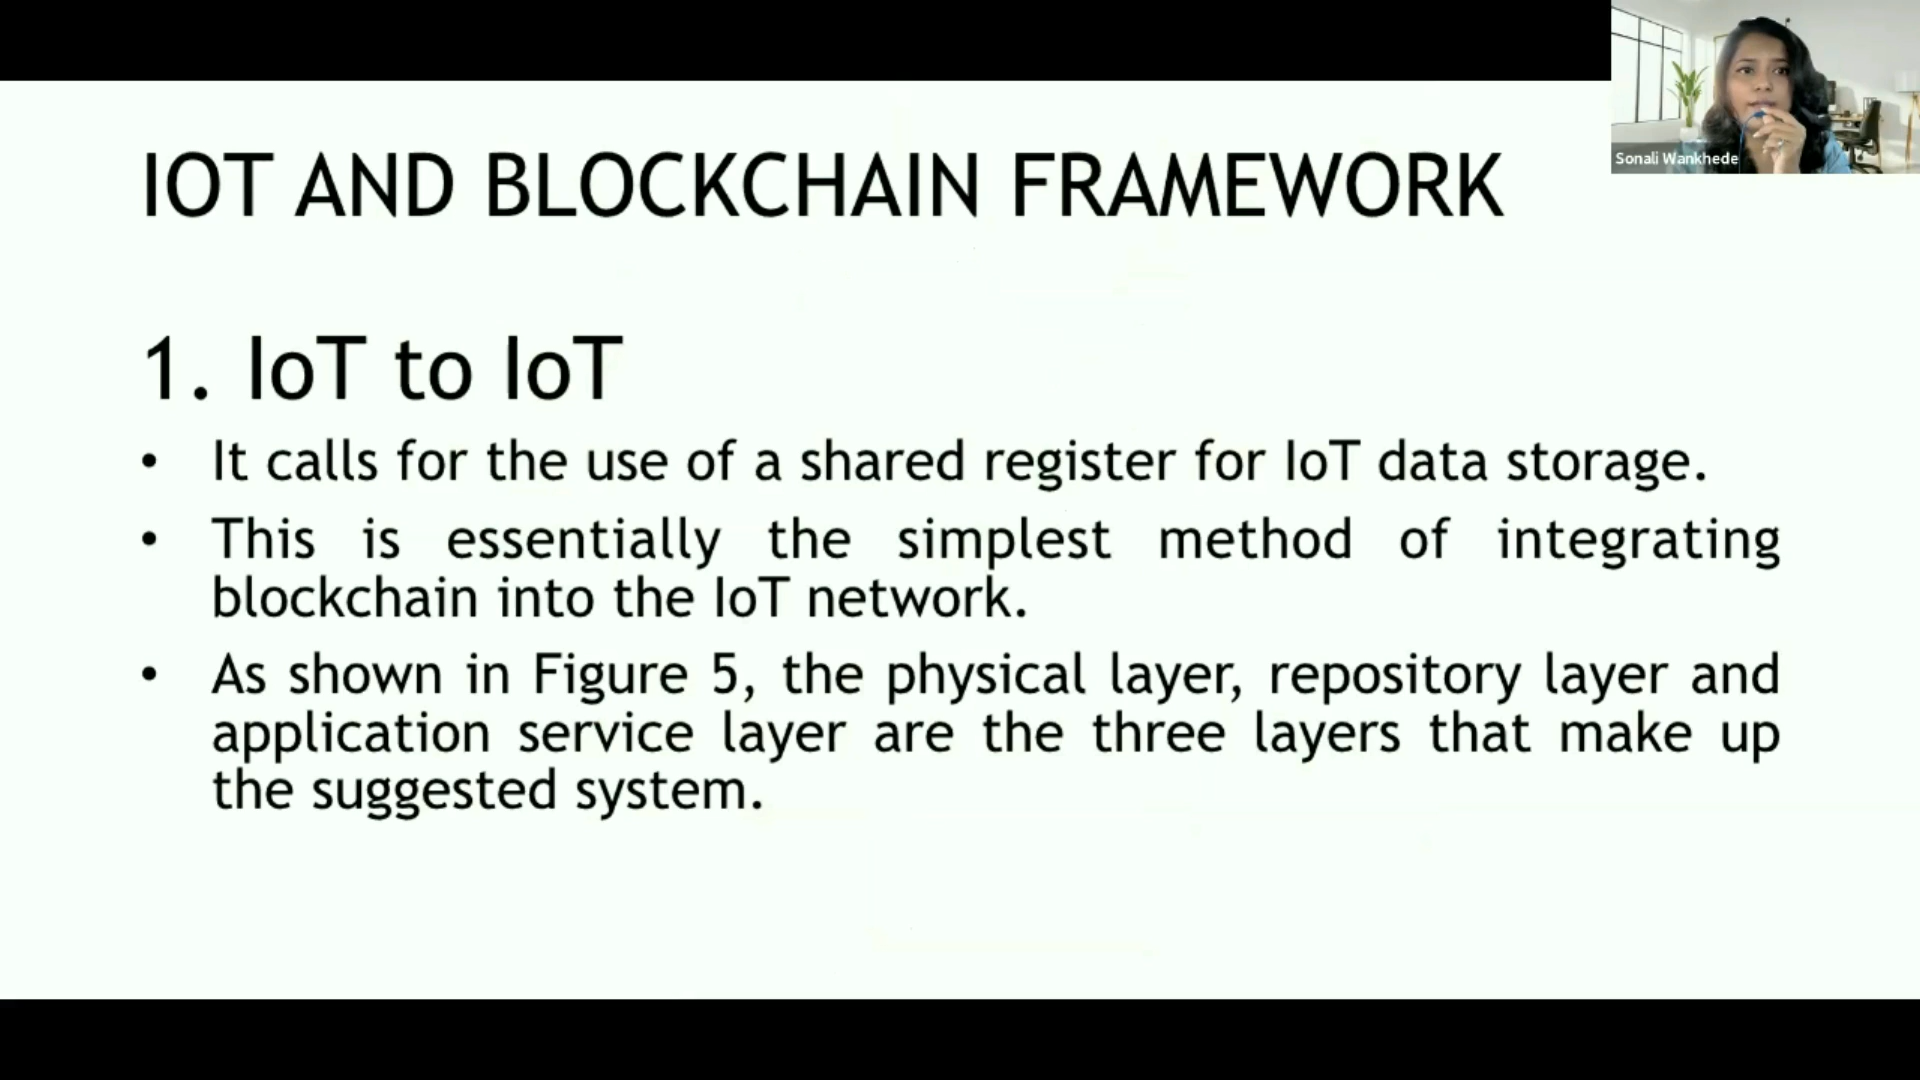 Sonali Wankhede
IOT AND BLOCKCHAIN FRAMEWORK
1. IoT to IoT
• It calls for the use of a shared register for IoT data storage.
• This is essentially the simplest method of integrating
blockchain into the IoT network.
• As shown in Figure 5, the physical layer, repository layer and
application service layer are the three layers that make up
the suggested system.